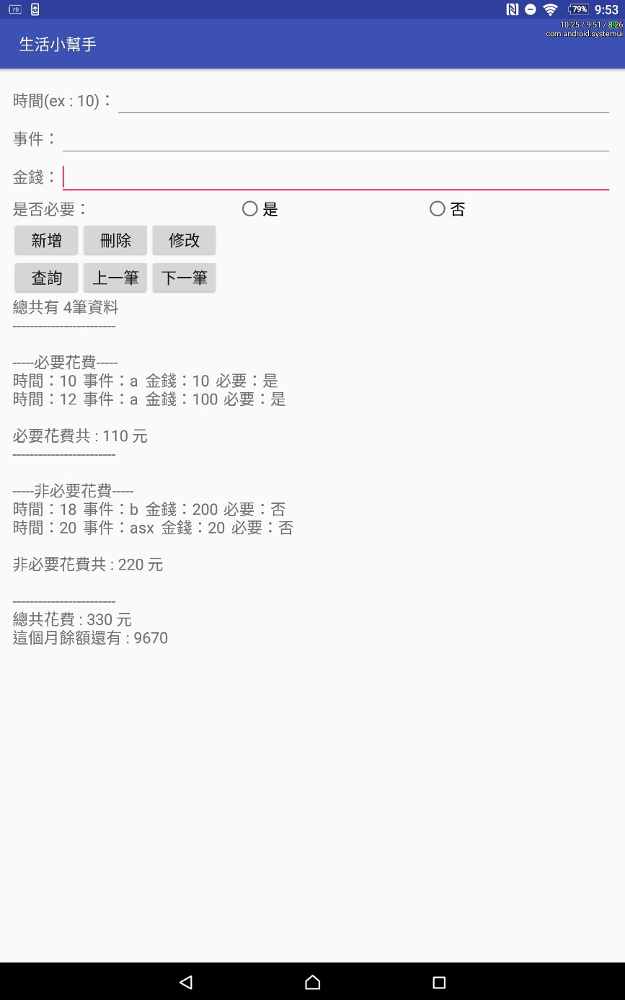 79
79% 9:53
10.25 / 9.51 / 8.26
com.android.systemui
生活小幫手
時間(ex : 10)：
事件：
金錢：
是否必要： 是 否
新增 刪除 修改
查詢 上一筆 下一筆
總共有 4筆資料
------------------------
-----必要花費-----
時間：10 事件：a 金錢：10 必要：是
時間：12 事件：a 金錢：100 必要：是
必要花費共 : 110 元
------------------------
-----非必要花費-----
時間：18 事件：b 金錢：200 必要：否
時間：20 事件：asx 金錢：20 必要：否
非必要花費共 : 220 元
------------------------
總共花費 : 330 元
這個月餘額還有 : 9670